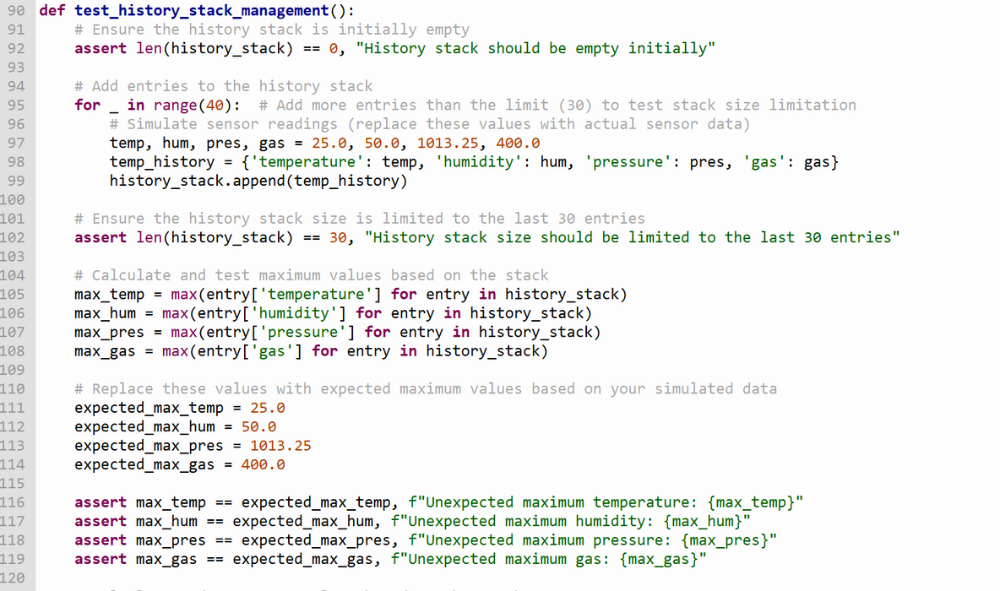 90 def test_history_stack_management():
91     # Ensure the history stack is initially empty
92     assert len(history_stack) == 0, "History stack should be empty initially"
93
94     # Add entries to the history stack
95     for _ in range(40):  # Add more entries than the limit (30) to test stack size limitation
96         # Simulate sensor readings (replace these values with actual sensor data)
97         temp, hum, pres, gas = 25.0, 50.0, 1013.25, 400.0
98         temp_history = {'temperature': temp, 'humidity': hum, 'pressure': pres, 'gas': gas}
99         history_stack.append(temp_history)
100
101     # Ensure the history stack size is limited to the last 30 entries
102     assert len(history_stack) == 30, "History stack size should be limited to the last 30 entries"
103
104     # Calculate and test maximum values based on the stack
105     max_temp = max(entry['temperature'] for entry in history_stack)
106     max_hum = max(entry['humidity'] for entry in history_stack)
107     max_pres = max(entry['pressure'] for entry in history_stack)
108     max_gas = max(entry['gas'] for entry in history_stack)
109
110     # Replace these values with expected maximum values based on your simulated data
111     expected_max_temp = 25.0
112     expected_max_hum = 50.0
113     expected_max_pres = 1013.25
114     expected_max_gas = 400.0
115
116     assert max_temp == expected_max_temp, f"Unexpected maximum temperature: {max_temp}"
117     assert max_hum == expected_max_hum, f"Unexpected maximum humidity: {max_hum}"
118     assert max_pres == expected_max_pres, f"Unexpected maximum pressure: {max_pres}"
119     assert max_gas == expected_max_gas, f"Unexpected maximum gas: {max_gas}"
120